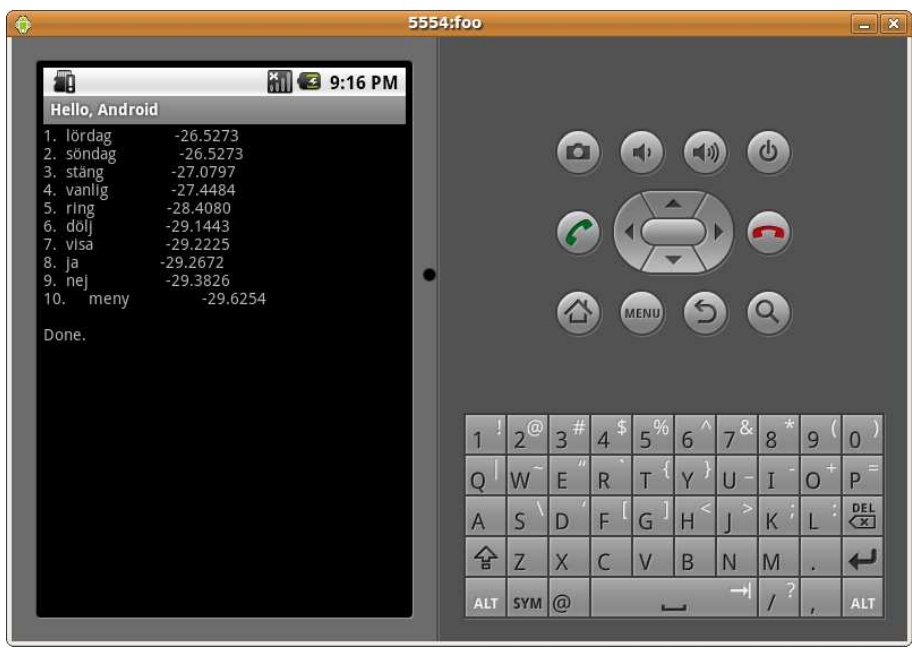 5554:foo
9:16 PM
Hello, Android
1. lördag -26.5273
2. söndag -26.5273
3. stäng -27.0797
4. vanlig -27.4484
5. ring -28.4080
6. dölj -29.1443
7. visa -29.2225
8. ja -29.2672
9. nej -29.3826
10. meny -29.6254
Done.
MENU
1 ! 2 @ 3 # 4 $ 5 % 6 ^ 7 & 8 * 9 ( 0 )
Q | W ~ E " R ` T { Y } U _ I - O + P =
A S \ D ' F [ G ] H < J > K ; L : DEL
Z X C V B N M .
ALT SYM @ / ? , ALT